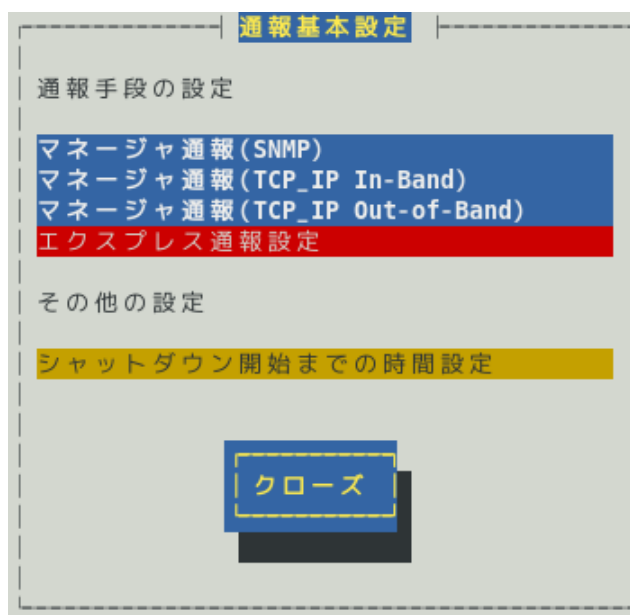 通報基本設定
通報手段の設定
マネージャ通報(SNMP)
マネージャ通報(TCP_IP In-Band)
マネージャ通報(TCP_IP Out-of-Band)
エクスプレス通報設定
その他の設定
シャットダウン開始までの時間設定
クローズ